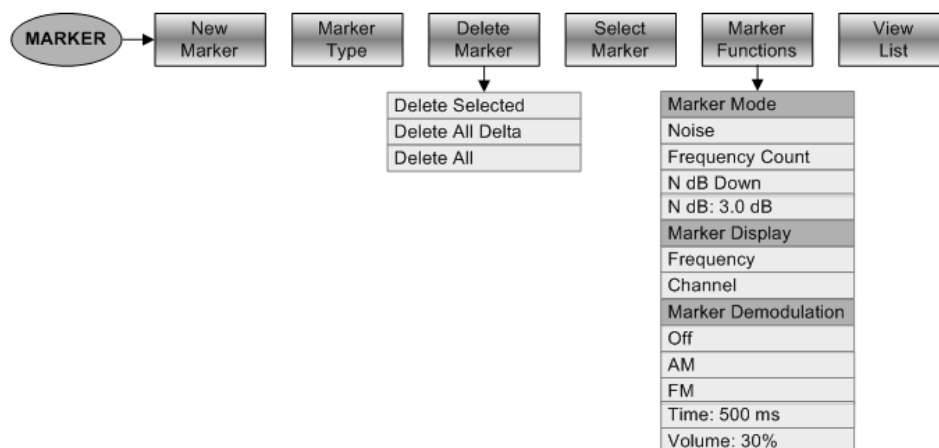 MARKER
New
Marker
Marker
Type
Delete
Marker
Select
Marker
Marker
Functions
View
List
Delete Selected
Delete All Delta
Delete All
Marker Mode
Noise
Frequency Count
N dB Down
N dB: 3.0 dB
Marker Display
Frequency
Channel
Marker Demodulation
Off
AM
FM
Time: 500 ms
Volume: 30%